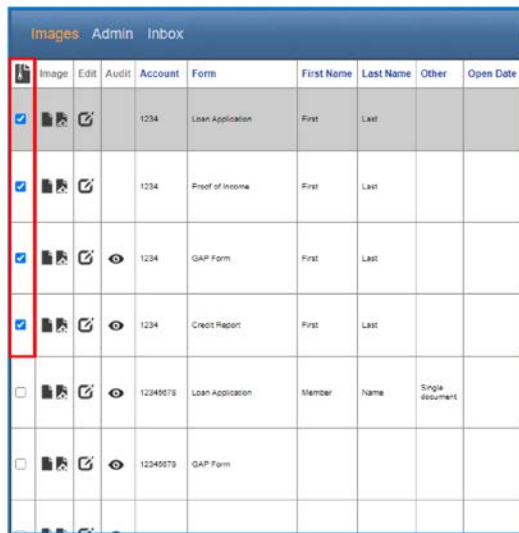 Images Admin Inbox
Image Edit Audit Account Form First Name Last Name Other Open Date
1234 Loan Application First Last
1234 Proof of Income First Last
1234 GAP Form First Last
1234 Credit Report First Last
12345678 Loan Application Member Name Single document
12345678 GAP Form